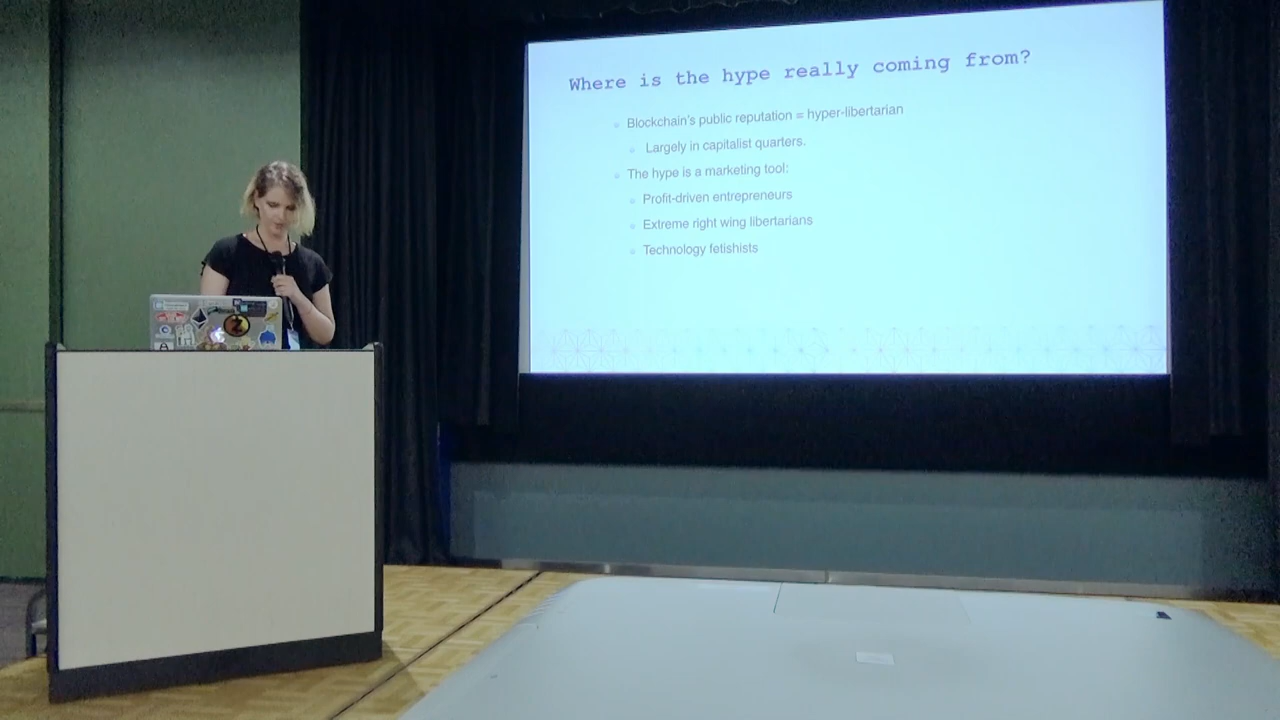 Where is the hype really coming from?
Blockchain's public reputation = hyper-libertarian
Largely in capitalist quarters.
The hype is a marketing tool:
Profit-driven entrepreneurs
Extreme right wing libertarians
Technology fetishists